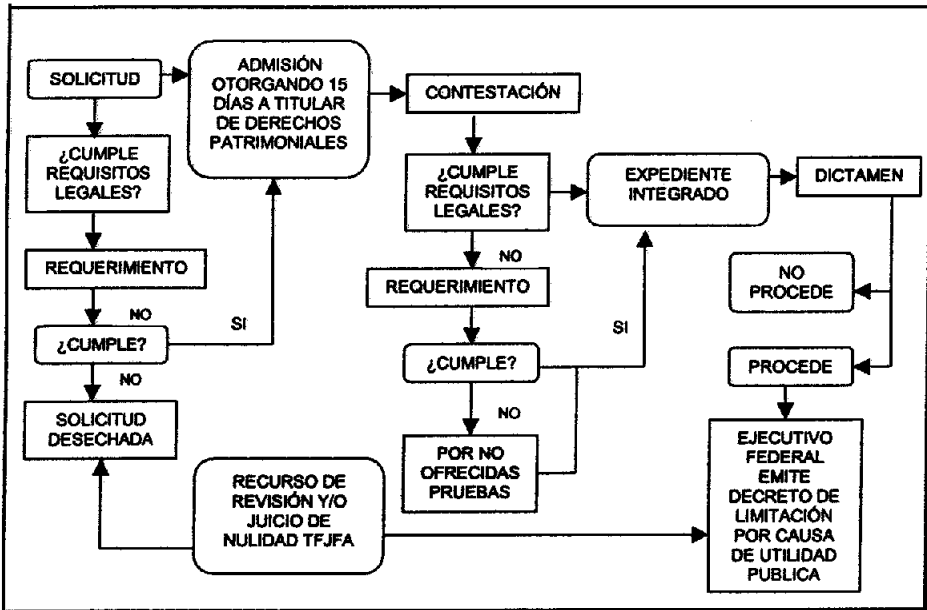 SOLICITUD
ADMISIÓN
OTORGANDO 15
DÍAS A TITULAR
DE DERECHOS
PATRIMONIALES
CONTESTACIÓN
¿CUMPLE
REQUISITOS
LEGALES?
¿CUMPLE
REQUISITOS
LEGALES?
EXPEDIENTE
INTEGRADO
DICTAMEN
REQUERIMIENTO
NO
REQUERIMIENTO
NO
PROCEDE
NO
SI
SI
¿CUMPLE?
¿CUMPLE?
PROCEDE
NO
NO
SOLICITUD
DESECHADA
POR NO
OFRECIDAS
PRUEBAS
EJECUTIVO
FEDERAL
EMITE
DECRETO DE
LIMITACIÓN
POR CAUSA
DE UTILIDAD
PUBLICA
RECURSO DE
REVISIÓN Y/O
JUICIO DE
NULIDAD TFJFA